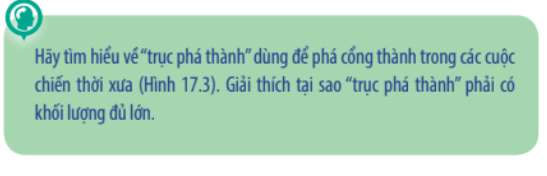 Hãy tìm hiểu về "trục phá thành" dùng để phá cổng thành trong các cuộc
chiến thời xưa (Hình 17.3). Giải thích tại sao "trục phá thành" phải có
khối lượng đủ lớn.